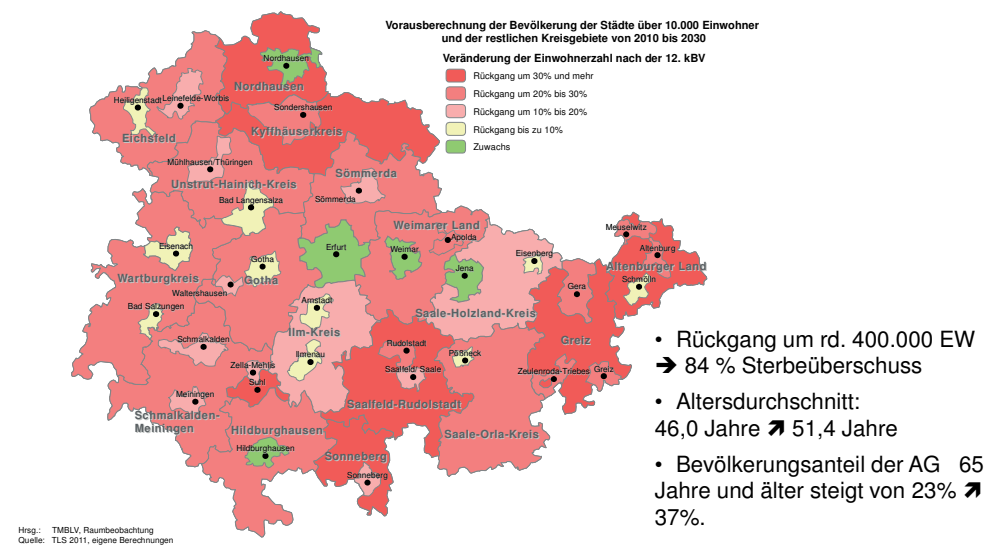 Vorausberechnung der Bevölkerung der Städte über 10.000 Einwohner
und der restlichen Kreisgebiete von 2010 bis 2030
Veränderung der Einwohnerzahl nach der 12. kBV
Rückgang um 30% und mehr
Rückgang um 20% bis 30%
Rückgang um 10% bis 20%
Rückgang bis zu 10%
Zuwachs
Nordhausen
Nordhausen
Heiligenstadt
Leinefelde-Worbis
Sondershausen
Kyffhäuserkreis
Eichsfeld
Mühlhausen/Thüringen
Unstrut-Hainich-Kreis
Sömmerda
Sömmerda
Bad Langensalza
Weimarer Land
Apolda
Meuselwitz
Altenburg
Altenburger Land
Schmölln
Eisenach
Erfurt
Weimar
Eisenberg
Gotha
Jena
Wartburgkreis
Gotha
Waltershausen
Gera
Bad Salzungen
Arnstadt
Saale-Holzland-Kreis
Ilm-Kreis
Greiz
Schmalkalden
Ilmenau
Rudolstadt
Pößneck
Zella-Mehlis
Saalfeld/ Saale
Zeulenroda-Triebes
Greiz
Suhl
Meiningen
Saalfeld-Rudolstadt
Schmalkalden-
Meiningen
Hildburghausen
Saale-Orla-Kreis
Hildburghausen
Sonneberg
Sonneberg
• Rückgang um rd. 400.000 EW
➔ 84 % Sterbeüberschuss
• Altersdurchschnitt:
46,0 Jahre ➚ 51,4 Jahre
• Bevölkerungsanteil der AG 65
Jahre und älter steigt von 23% ➚
37%.
Hrsg.: TMBLV, Raumbeobachtung
Quelle: TLS 2011, eigene Berechnungen